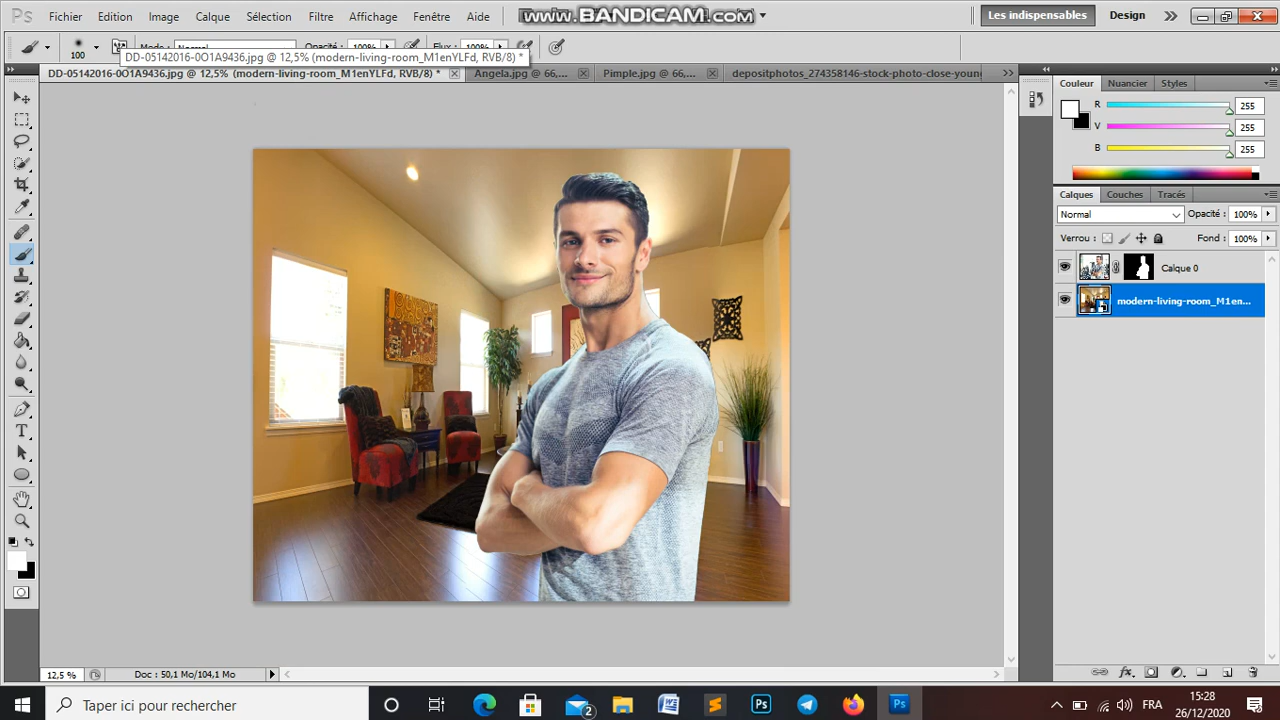 Fichier Edition Image Calque Sélection Filtre Affichage Fenêtre Aide
www.BANDICAM.com
Les indispensables Design
100 Mode : Normal Opacité : 100% Flux : 100%
DD-05142016-0O1A9436.jpg @ 12,5% (modern-living-room_M1enYLFd, RVB/8) *
DD-05142016-0O1A9436.jpg @ 12,5% (modern-living-room_M1enYLFd, RVB/8) * Angela.jpg @ 66,... Pimple.jpg @ 66,... depositphotos_274358146-stock-photo-close-youn
Couleur Nuancier Styles
R 255
V 255
B 255
Calques Couches Tracés
Normal Opacité : 100%
Verrou : Fond : 100%
Calque 0
modern-living-room_M1en...
12,5 % Doc : 50,1 Mo/104,1 Mo
Taper ici pour rechercher
2
FRA
15:28
26/12/2020